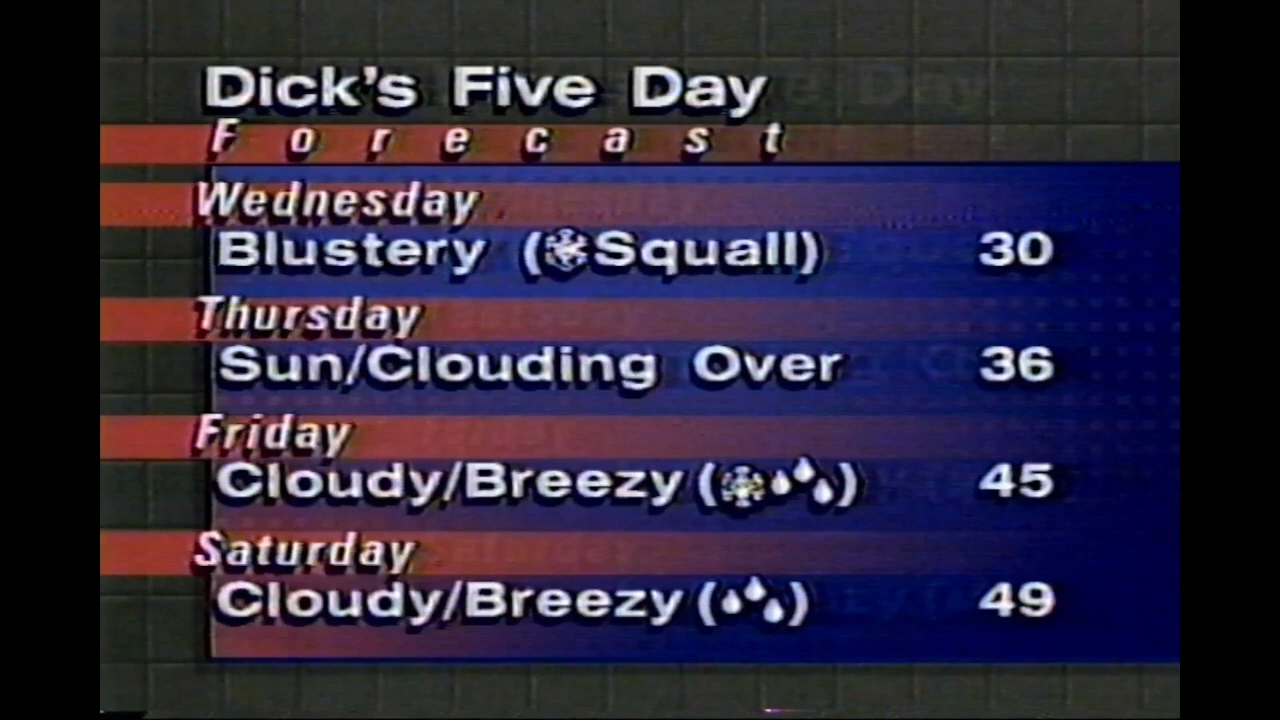 Dick's Five Day
Forecast
Wednesday
Blustery (Squall) 30
Thursday
Sun/Clouding Over 36
Friday
Cloudy/Breezy () 45
Saturday
Cloudy/Breezy () 49